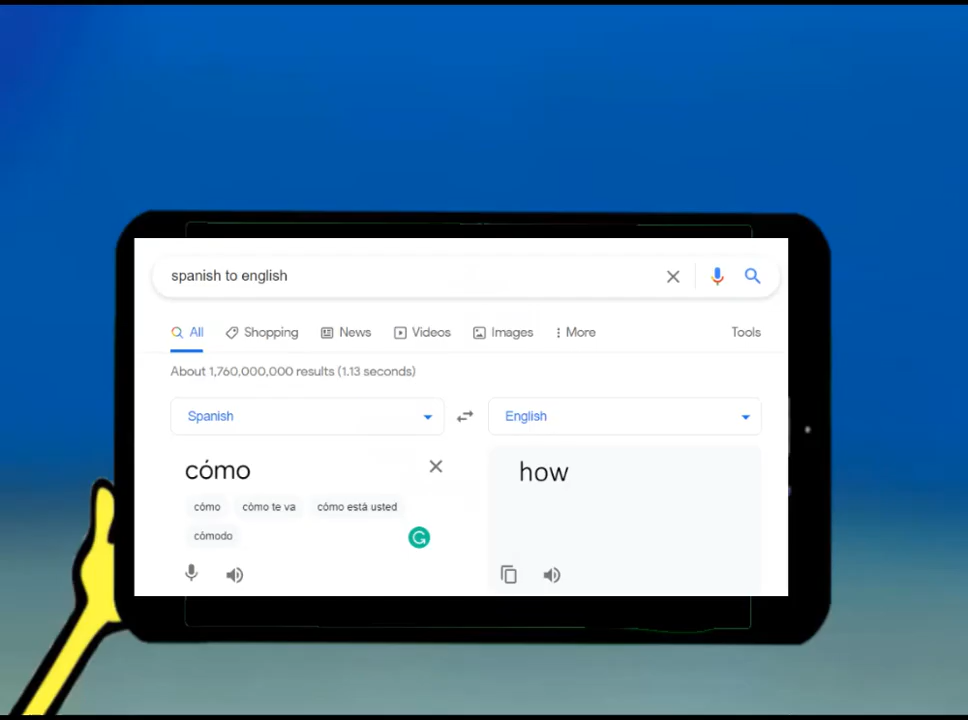 spanish to english
All Shopping News Videos Images More Tools
About 1,760,000,000 results (1.13 seconds)
Spanish English
cómo how
cómo cómo te va cómo está usted
cómodo